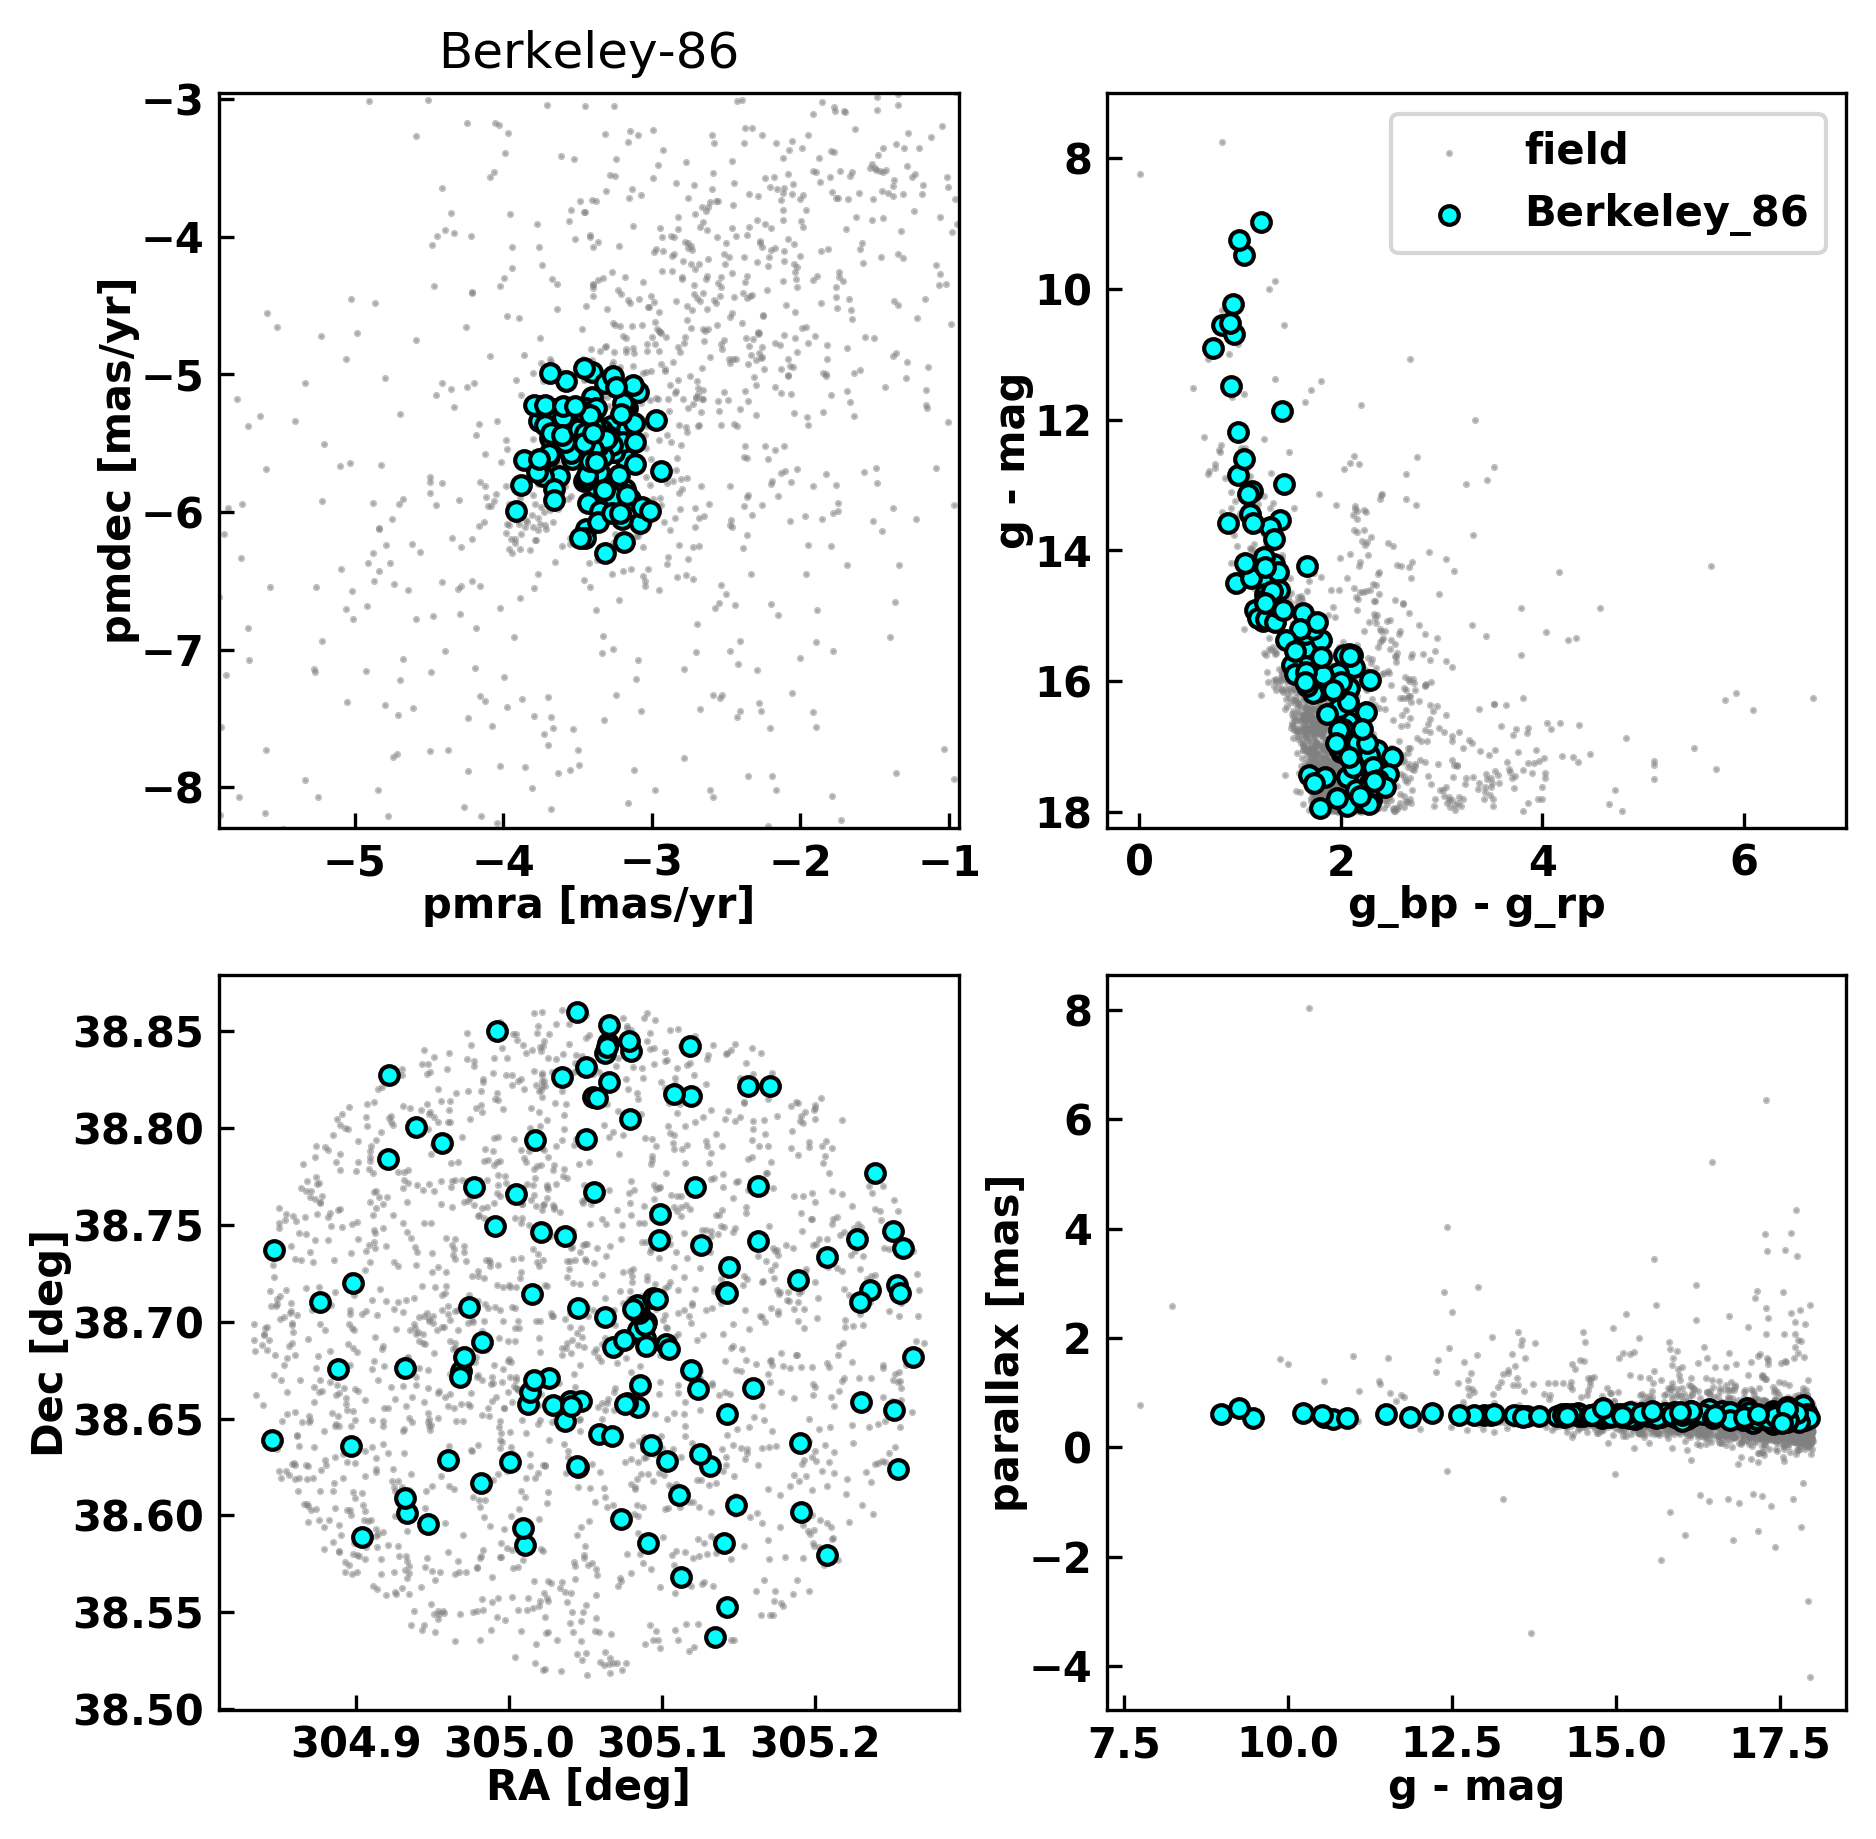 Berkeley-86
−3
−4
−5
−6
−7
−8
pmdec [mas/yr]
−5 −4 −3 −2 −1
pmra [mas/yr]
field
Berkeley_86
8
10
12
14
16
18
g - mag
0 2 4 6
g_bp - g_rp
38.85
38.80
38.75
38.70
38.65
38.60
38.55
38.50
Dec [deg]
304.9 305.0 305.1 305.2
RA [deg]
8
6
4
2
0
−2
−4
parallax [mas]
7.5 10.0 12.5 15.0 17.5
g - mag